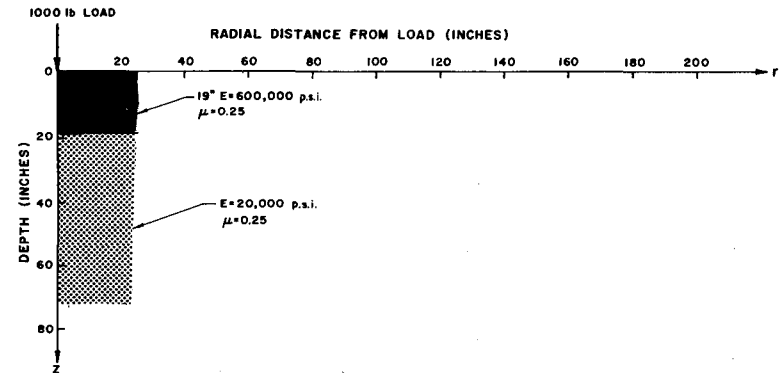 1000 lb LOAD
RADIAL DISTANCE FROM LOAD (INCHES)
20 40 60 80 100 120 140 160 180 200
r
0
20
40
60
80
DEPTH (INCHES)
z
19" E=600,000 p.s.i.
μ=0.25
E=20,000 p.s.i.
μ=0.25